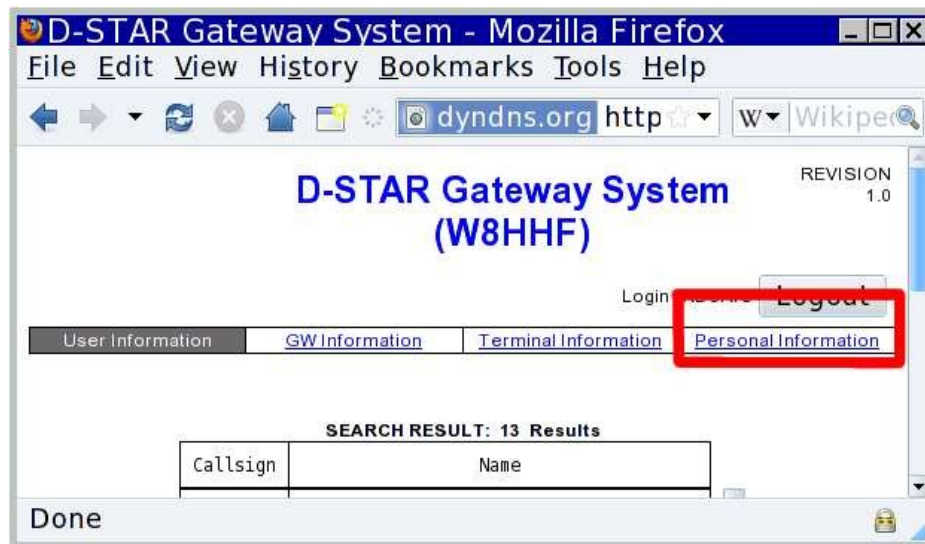 D-STAR Gateway System - Mozilla Firefox
File Edit View History Bookmarks Tools Help
dyndns.org http W Wikipe
D-STAR Gateway System
(W8HHF)
REVISION
1.0
Login Logout
User Information GW Information Terminal Information Personal Information
SEARCH RESULT: 13 Results
Callsign Name
Done